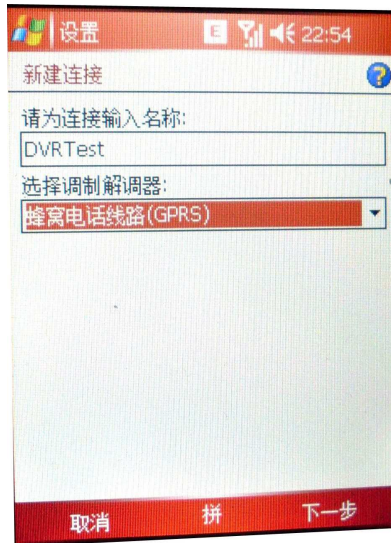 设置 E 22:54
新建连接
请为连接输入名称:
DVRTest
选择调制解调器:
蜂窝电话线路(GPRS)
取消 拼 下一步